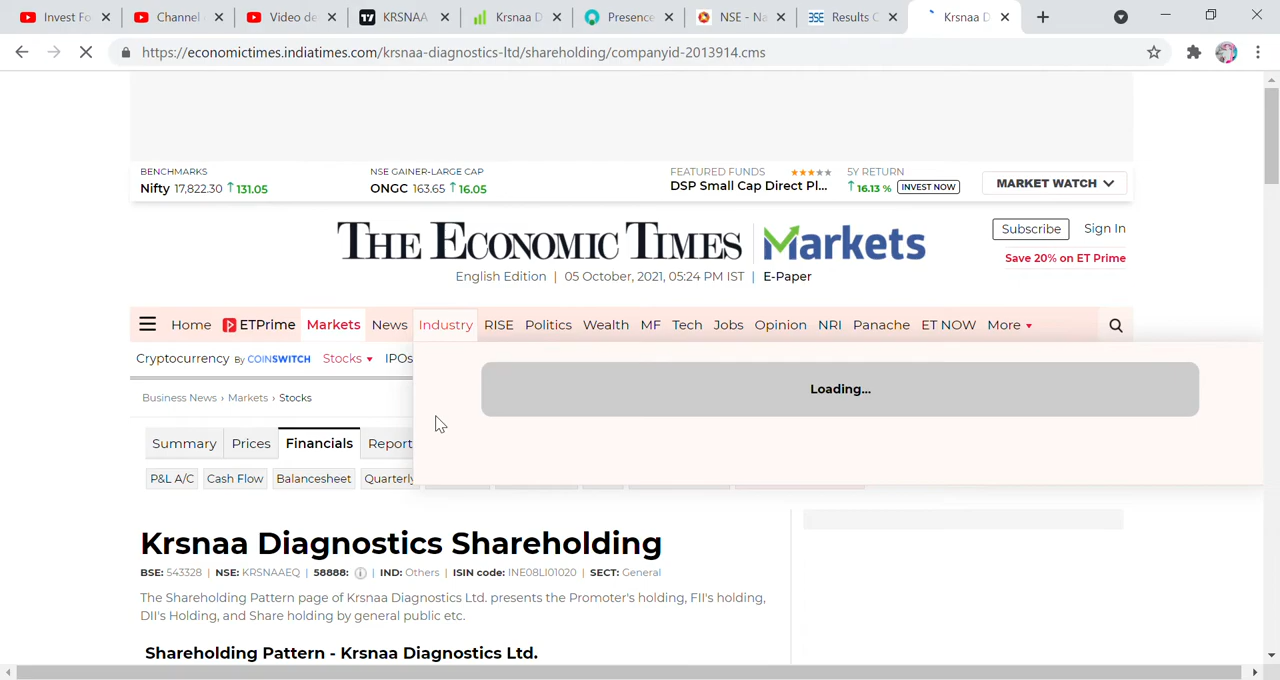 Invest Fo
Channel
Video de
KRSNAA
Krsnaa D
Presence
NSE - Na
Results C
Krsnaa D
https://economictimes.indiatimes.com/krsnaa-diagnostics-ltd/shareholding/companyid-2013914.cms
BENCHMARKS
Nifty 17,822.30 ↑131.05
NSE GAINER-LARGE CAP
ONGC 163.65 ↑16.05
FEATURED FUNDS ★★★★★
DSP Small Cap Direct Pl...
5Y RETURN
↑16.13 % INVEST NOW
MARKET WATCH
THE ECONOMIC TIMES Markets
Subscribe Sign In
Save 20% on ET Prime
English Edition | 05 October, 2021, 05:24 PM IST | E-Paper
Home ETPrime Markets News Industry RISE Politics Wealth MF Tech Jobs Opinion NRI Panache ET NOW More
Cryptocurrency By COINSWITCH Stocks IPOs
Loading...
Business News › Markets › Stocks
Summary Prices Financials Report
P&L A/C Cash Flow Balancesheet Quarterly
Krsnaa Diagnostics Shareholding
BSE: 543328 | NSE: KRSNAAEQ | 58888: | IND: Others | ISIN code: INE08LI01020 | SECT: General
The Shareholding Pattern page of Krsnaa Diagnostics Ltd. presents the Promoter's holding, FII's holding,
DII's Holding, and Share holding by general public etc.
Shareholding Pattern - Krsnaa Diagnostics Ltd.